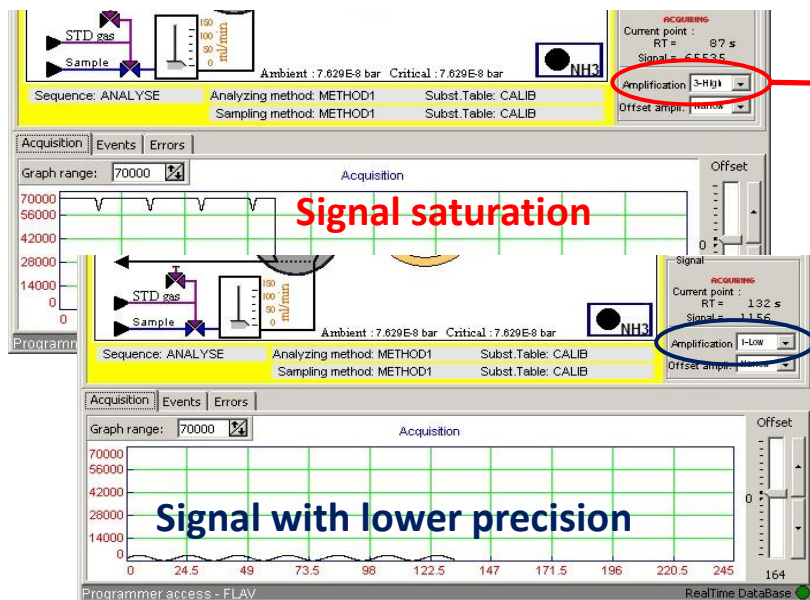 ACQUIRING
Current point :
RT = 87 s
Signal = 65535
STD gas
Sample
150
100
50
0
ml/min
Ambient : 7.629E-8 bar Critical : 7.629E-8 bar
NH3
Amplification 3-High
Offset ampli. Narrow
Sequence: ANALYSE Analyzing method: METHOD1 Subst.Table: CALIB
Sampling method: METHOD1 Subst.Table: CALIB
Acquisition Events Errors
Graph range: 70000
Acquisition
Offset
70000
56000
42000
28000
14000
0
0
0
Signal saturation
Signal
ACQUIRING
Current point :
RT = 132 s
Signal = 1156
STD gas
Sample
150
100
50
0
ml/min
Ambient : 7.629E-8 bar Critical : 7.629E-8 bar
NH3
Amplification 1-Low
Offset ampli. Narrow
Programm
Sequence: ANALYSE Analyzing method: METHOD1 Subst.Table: CALIB
Sampling method: METHOD1 Subst.Table: CALIB
Acquisition Events Errors
Graph range: 70000
Acquisition
Offset
70000
56000
42000
28000
14000
0
0
Signal with lower precision
0 24.5 49 73.5 98 122.5 147 171.5 196 220.5 245
164
Programmer access - FLAV RealTime DataBase